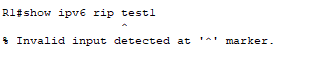 R1#show ipv6 rip test1
^
% Invalid input detected at '^' marker.